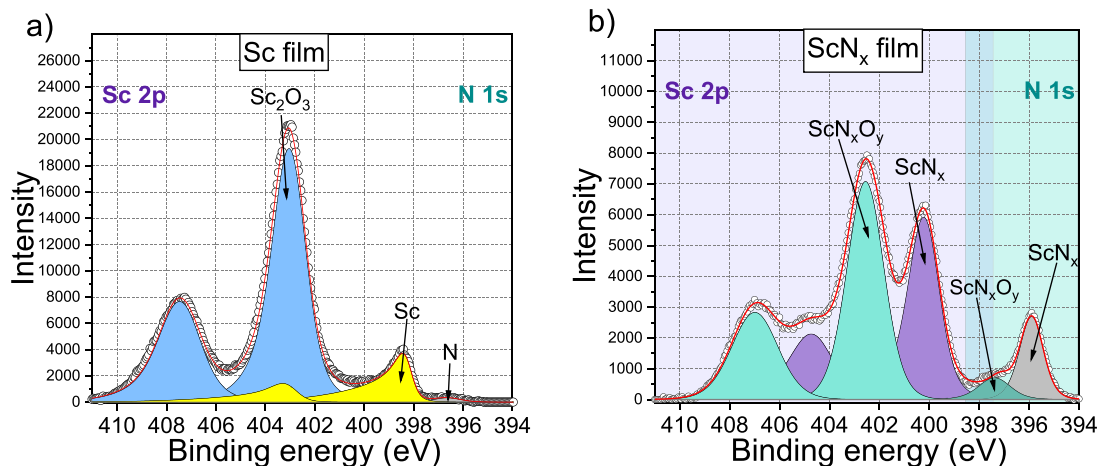 a)
Sc film
26000
24000
22000
20000
18000
16000
14000
12000
10000
8000
6000
4000
2000
0
Sc 2p
Sc₂O₃
N 1s
Sc
N
410 408 406 404 402 400 398 396 394
Binding energy (eV)
Intensity
b)
ScNₓ film
11000
10000
9000
8000
7000
6000
5000
4000
3000
2000
1000
0
Sc 2p
N 1s
ScNₓOᵧ
ScNₓ
ScNₓ
ScNₓOᵧ
410 408 406 404 402 400 398 396 394
Binding energy (eV)
Intensity